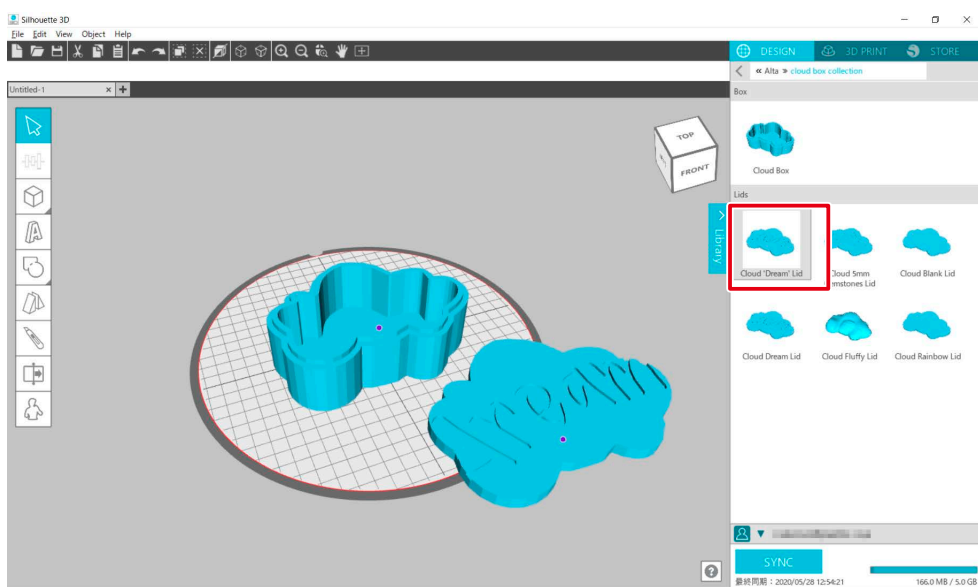 Silhouette 3D
File Edit View Object Help
DESIGN 3D PRINT STORE
« Alta » cloud box collection
Untitled-1 × +
Box
TOP
FRONT
Cloud Box
Lids
Library
Cloud 'Dream' Lid
Cloud 5mm
emstones Lid
Cloud Blank Lid
Cloud Dream Lid
Cloud Fluffy Lid
Cloud Rainbow Lid
SYNC
最終同期：2020/05/28 12:54:21
166.0 MB / 5.0 GB